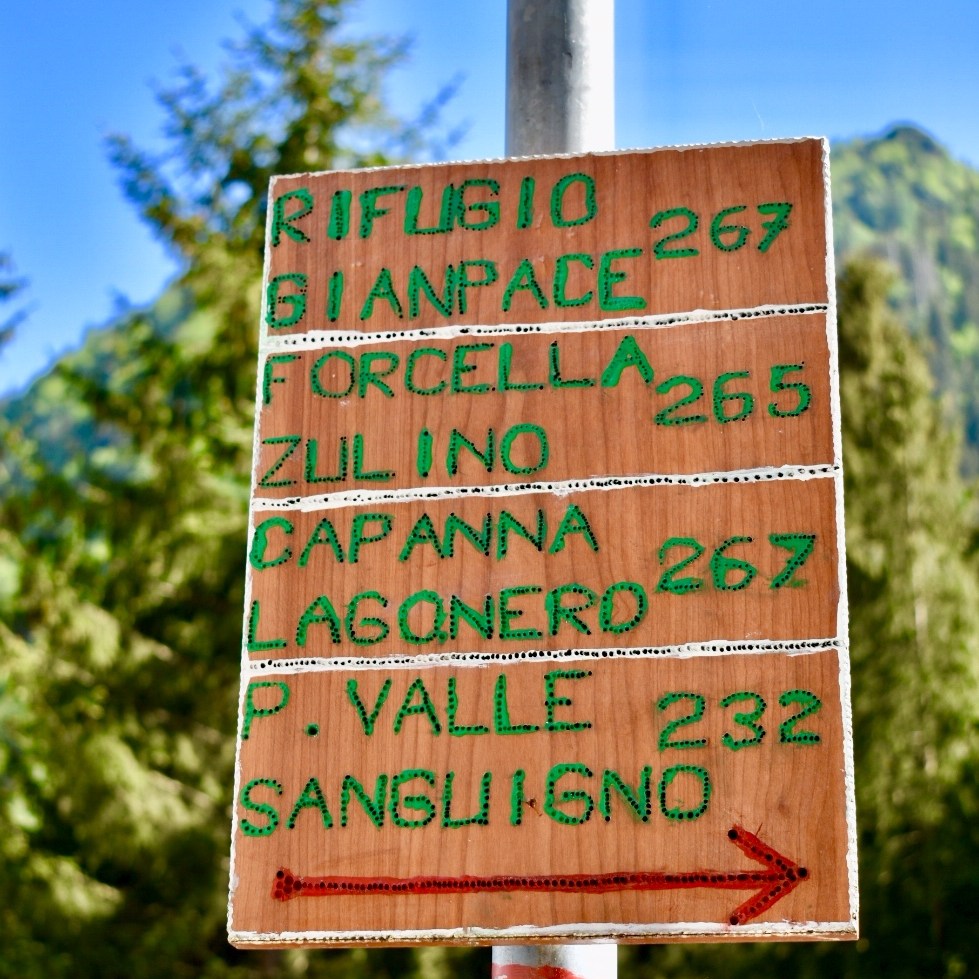 RIFUGIO
GIANPACE 267
FORCELLA
ZULINO 265
CAPANNA
LAGONERO 267
P. VALLE 232
SANGUIGNO